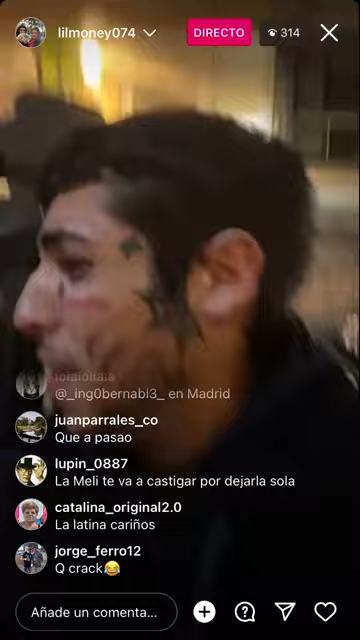 lilmoney074
DIRECTO
314
@_ing0bernabl3_ en Madrid
juanparrales_co
Que a pasao
lupin_0887
La Meli te va a castigar por dejarla sola
catalina_original2.0
La latina cariños
jorge_ferro12
Q crack😂
Añade un comenta...